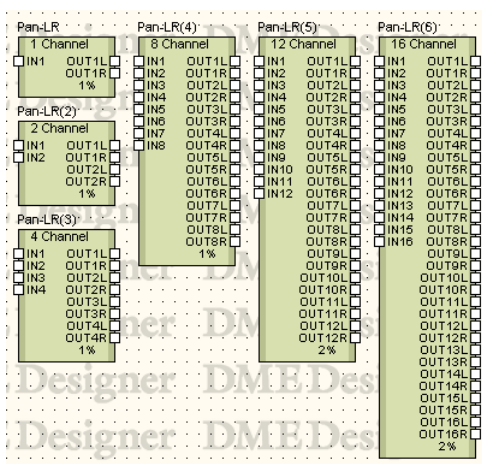 Pan-LR
1 Channel
IN1 OUT1L
OUT1R
1%
Pan-LR(2)
2 Channel
IN1 OUT1L
IN2 OUT1R
OUT2L
OUT2R
1%
Pan-LR(3)
4 Channel
IN1 OUT1L
IN2 OUT1R
IN3 OUT2L
IN4 OUT2R
OUT3L
OUT3R
OUT4L
OUT4R
1%
Pan-LR(4)
8 Channel
IN1 OUT1L
IN2 OUT1R
IN3 OUT2L
IN4 OUT2R
IN5 OUT3L
IN6 OUT3R
IN7 OUT4L
IN8 OUT4R
OUT5L
OUT5R
OUT6L
OUT6R
OUT7L
OUT7R
OUT8L
OUT8R
1%
Pan-LR(5)
12 Channel
IN1 OUT1L
IN2 OUT1R
IN3 OUT2L
IN4 OUT2R
IN5 OUT3L
IN6 OUT3R
IN7 OUT4L
IN8 OUT4R
IN9 OUT5L
IN10 OUT5R
IN11 OUT6L
IN12 OUT6R
OUT7L
OUT7R
OUT8L
OUT8R
OUT9L
OUT9R
OUT10L
OUT10R
OUT11L
OUT11R
OUT12L
OUT12R
2%
Pan-LR(6)
16 Channel
IN1 OUT1L
IN2 OUT1R
IN3 OUT2L
IN4 OUT2R
IN5 OUT3L
IN6 OUT3R
IN7 OUT4L
IN8 OUT4R
IN9 OUT5L
IN10 OUT5R
IN11 OUT6L
IN12 OUT6R
IN13 OUT7L
IN14 OUT7R
IN15 OUT8L
IN16 OUT8R
OUT9L
OUT9R
OUT10L
OUT10R
OUT11L
OUT11R
OUT12L
OUT12R
OUT13L
OUT13R
OUT14L
OUT14R
OUT15L
OUT15R
OUT16L
OUT16R
2%
Designer DME Des
Designer DME Des